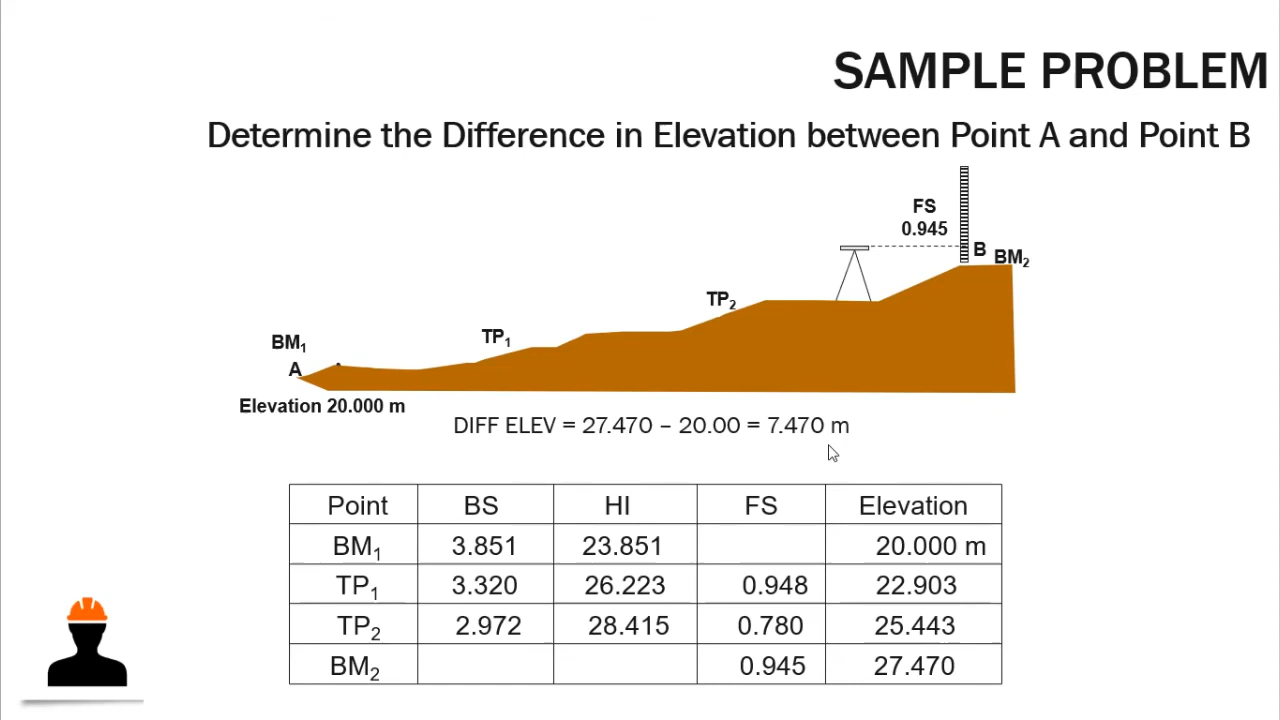 SAMPLE PROBLEM
Determine the Difference in Elevation between Point A and Point B
FS
0.945
B BM₂
TP₂
TP₁
BM₁
A
Elevation 20.000 m
DIFF ELEV = 27.470 – 20.00 = 7.470 m
Point BS HI FS Elevation
BM₁ 3.851 23.851 20.000 m
TP₁ 3.320 26.223 0.948 22.903
TP₂ 2.972 28.415 0.780 25.443
BM₂ 0.945 27.470